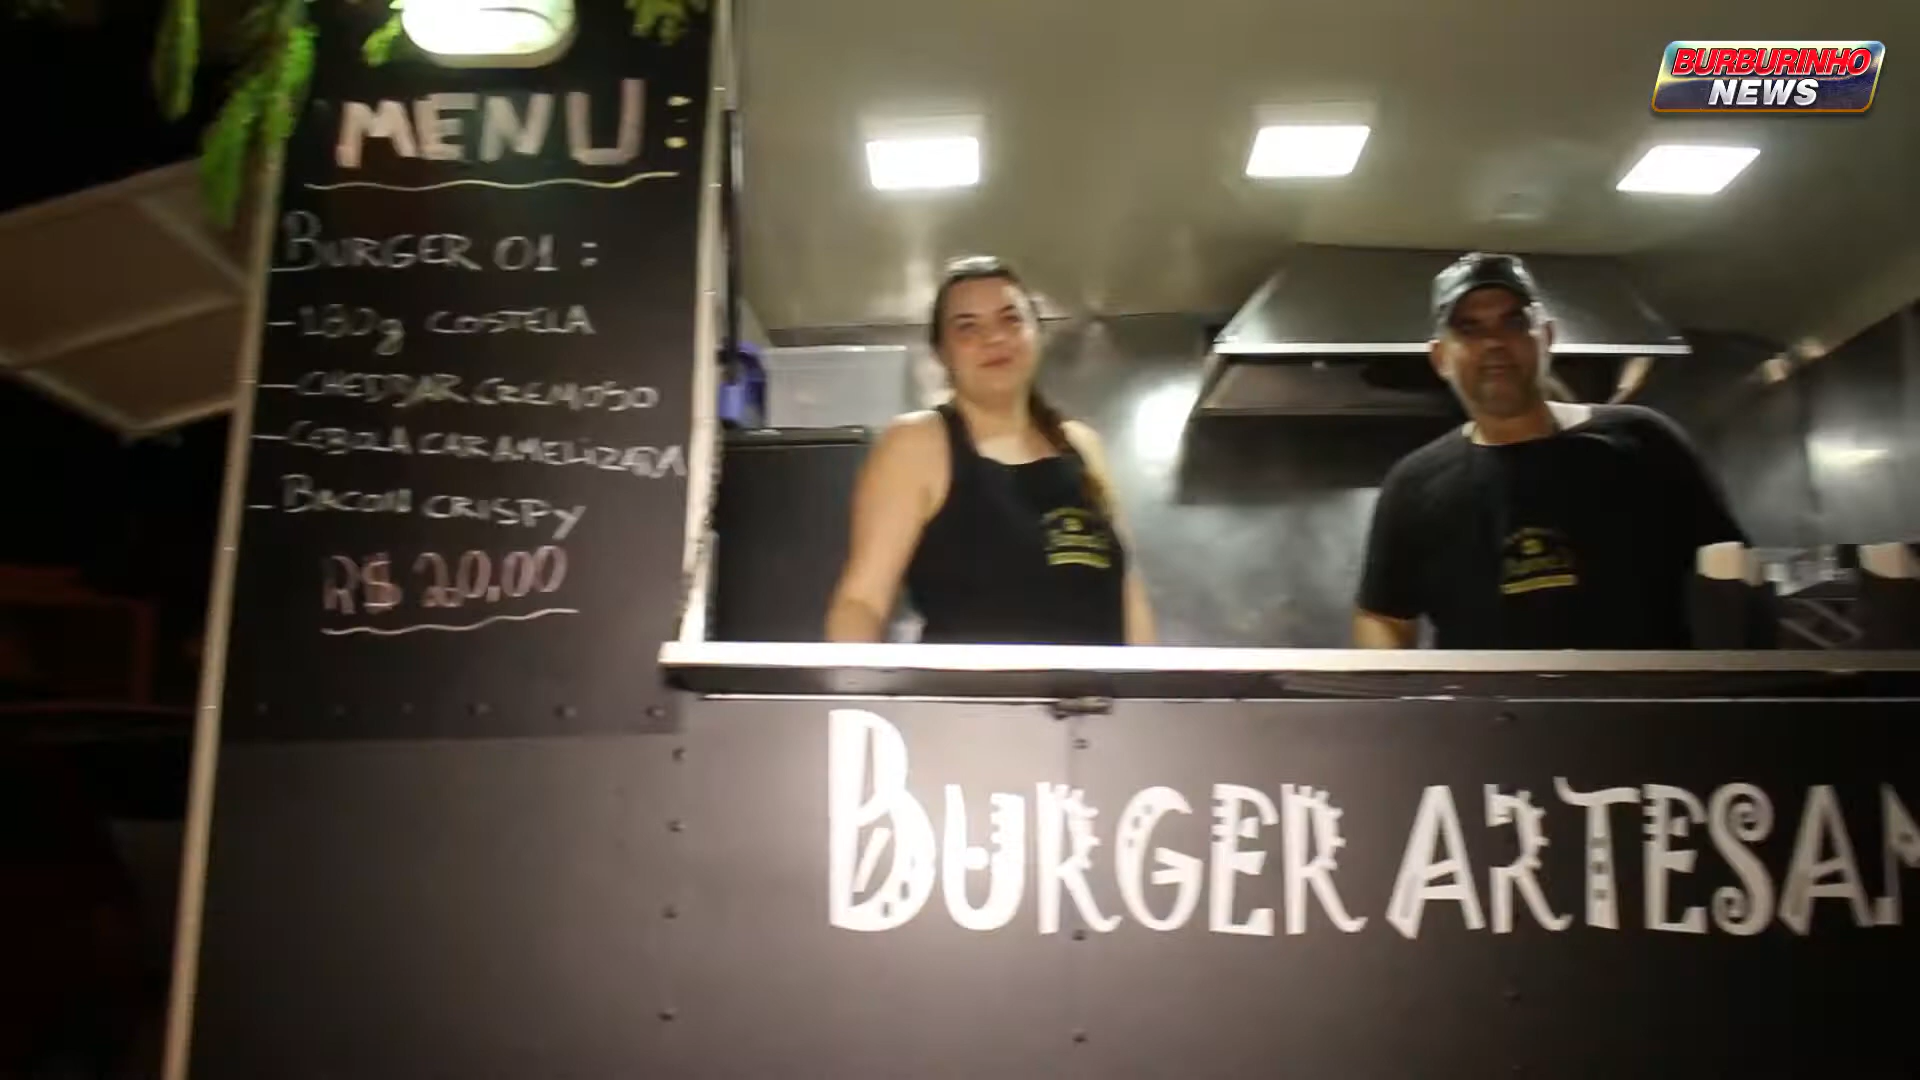 MENU:
BURGER 01:
-180g COSTELA
-CHEDDAR CREMOSO
-CEBOLA CARAMELIZADA
-BACON CRISPY
R$ 20,00
BURGER ARTESAN
BURBURINHO
NEWS